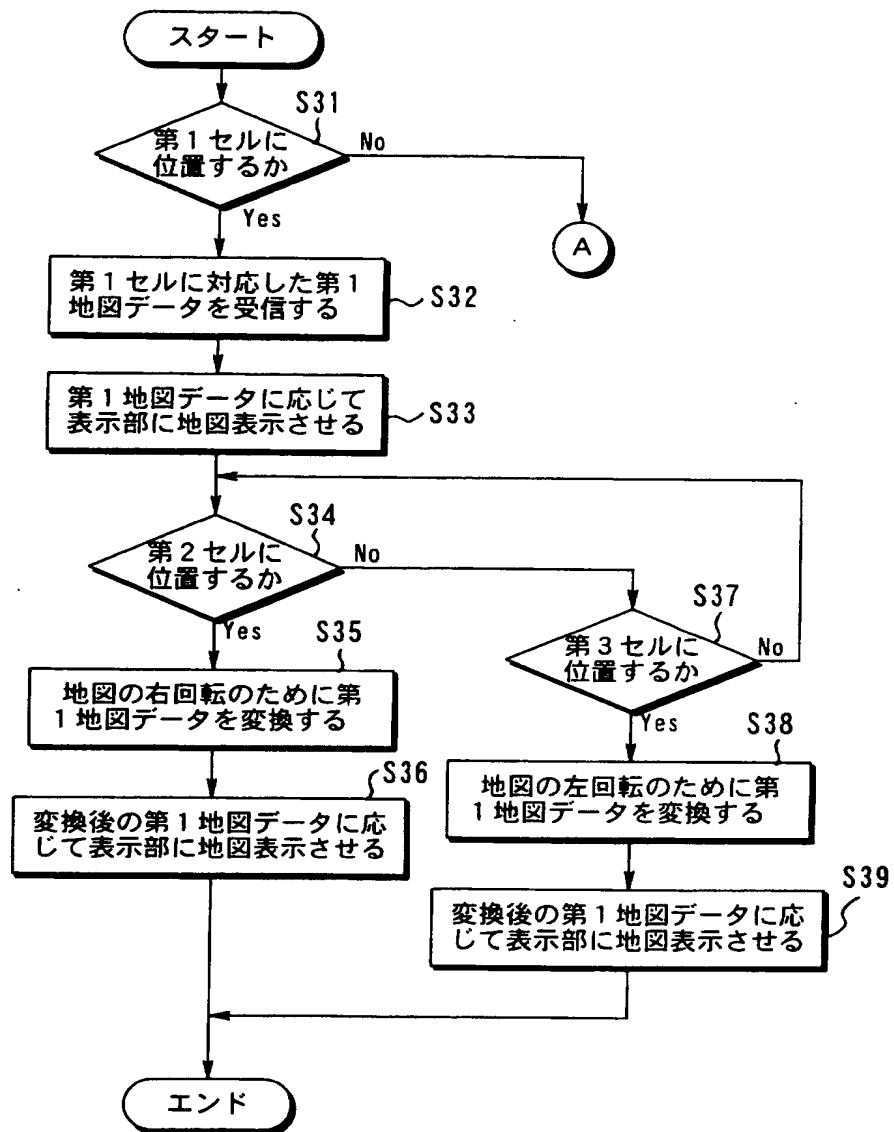 スタート
S31
第1セルに
位置するか
No
Yes
A
第1セルに対応した第1
地図データを受信する
S32
第1地図データに応じて
表示部に地図表示させる
S33
S34
第2セルに
位置するか
No
Yes
S35
地図の右回転のために第
1地図データを変換する
S36
変換後の第1地図データに応
じて表示部に地図表示させる
S37
第3セルに
位置するか
No
Yes
S38
地図の左回転のために第
1地図データを変換する
S39
変換後の第1地図データに応
じて表示部に地図表示させる
エンド